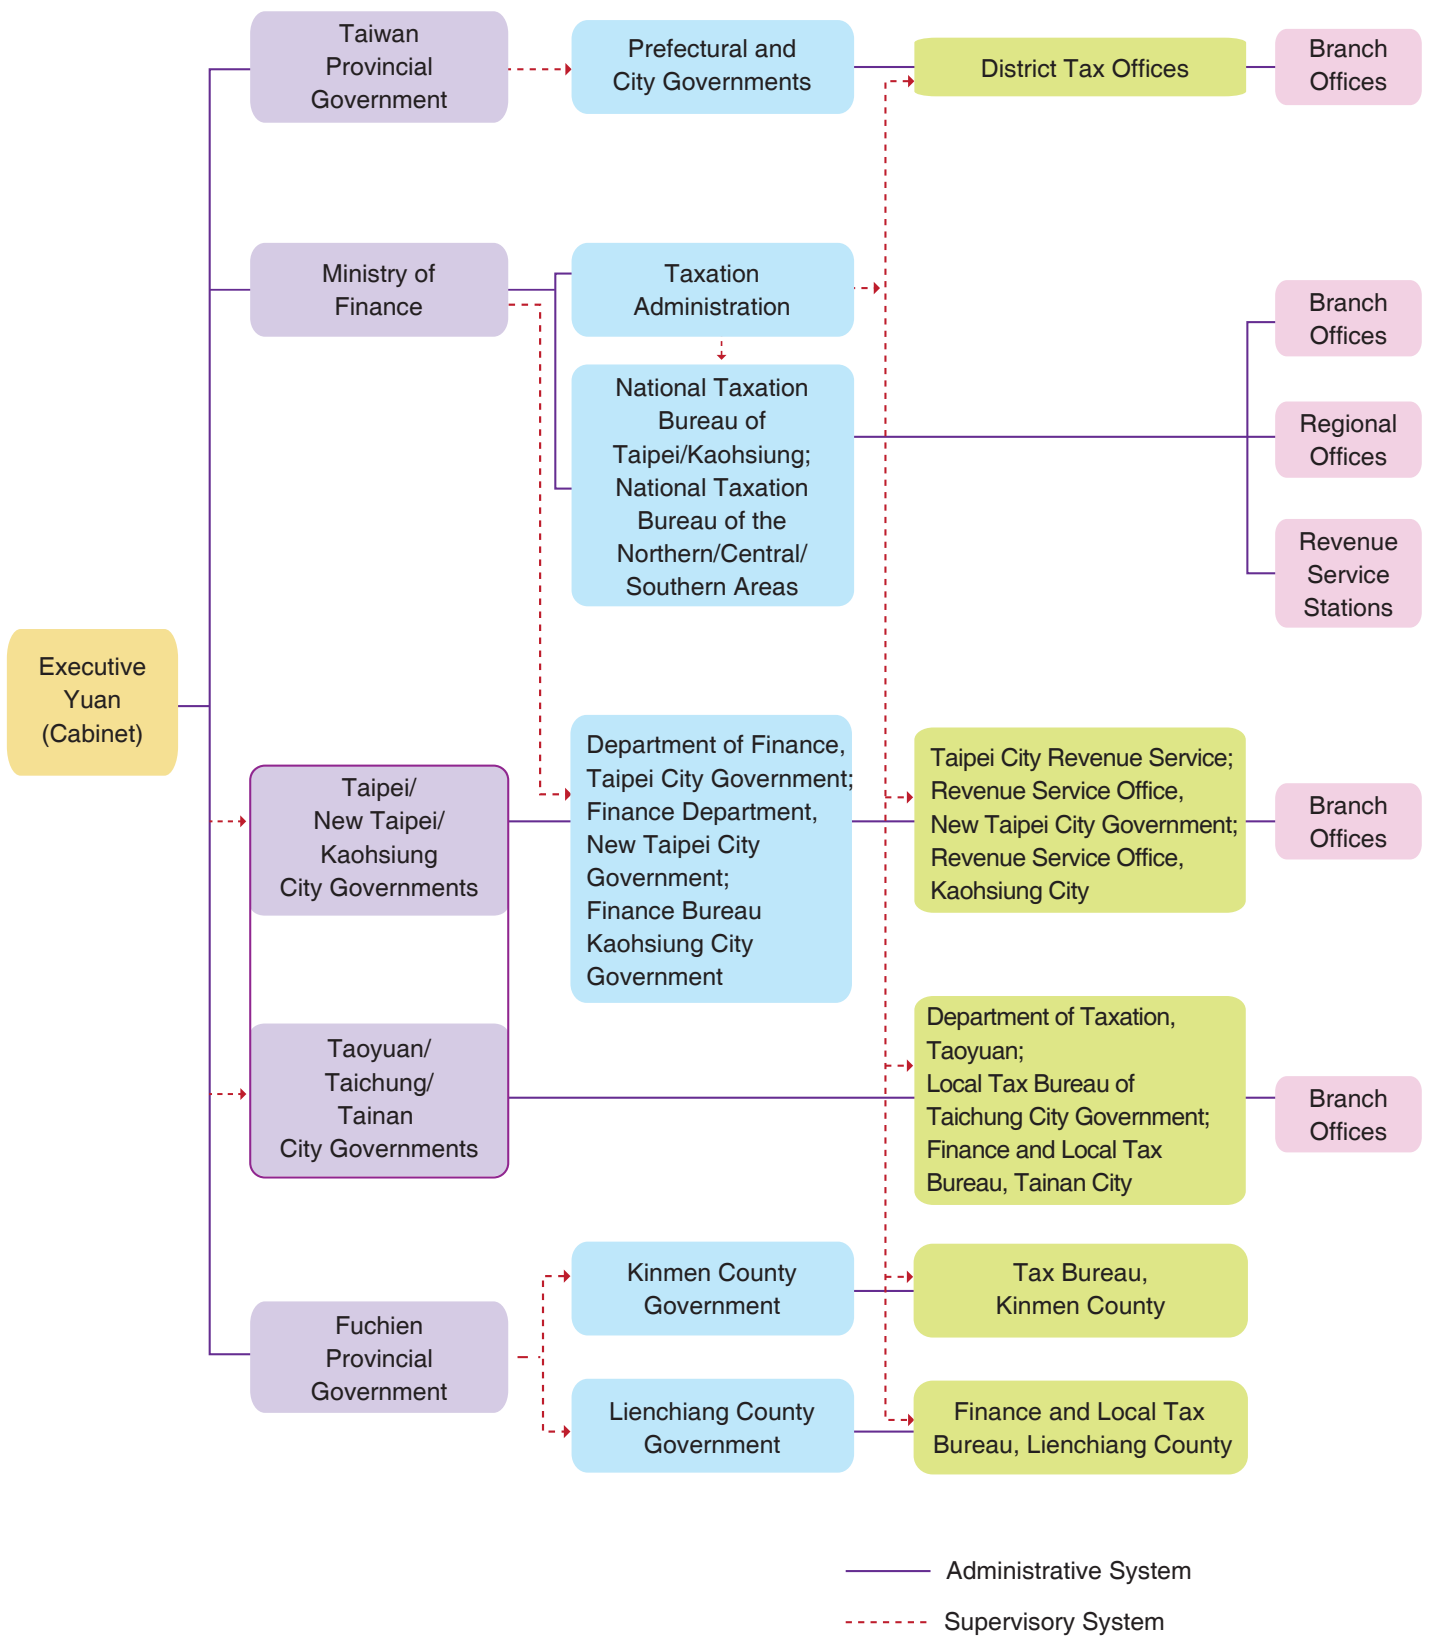 Taiwan
Provincial
Government
Prefectural and
City Governments
District Tax Offices
Branch
Offices
Ministry of
Finance
Taxation
Administration
National Taxation
Bureau of
Taipei/Kaohsiung;
National Taxation
Bureau of the
Northern/Central/
Southern Areas
Branch
Offices
Regional
Offices
Revenue
Service
Stations
Executive
Yuan
(Cabinet)
Taipei/
New Taipei/
Kaohsiung
City Governments
Department of Finance,
Taipei City Government;
Finance Department,
New Taipei City
Government;
Finance Bureau
Kaohsiung City
Government
Taipei City Revenue Service;
Revenue Service Office,
New Taipei City Government;
Revenue Service Office,
Kaohsiung City
Branch
Offices
Taoyuan/
Taichung/
Tainan
City Governments
Department of Taxation,
Taoyuan;
Local Tax Bureau of
Taichung City Government;
Finance and Local Tax
Bureau, Tainan City
Branch
Offices
Fuchien
Provincial
Government
Kinmen County
Government
Tax Bureau,
Kinmen County
Lienchiang County
Government
Finance and Local Tax
Bureau, Lienchiang County
Administrative System
Supervisory System